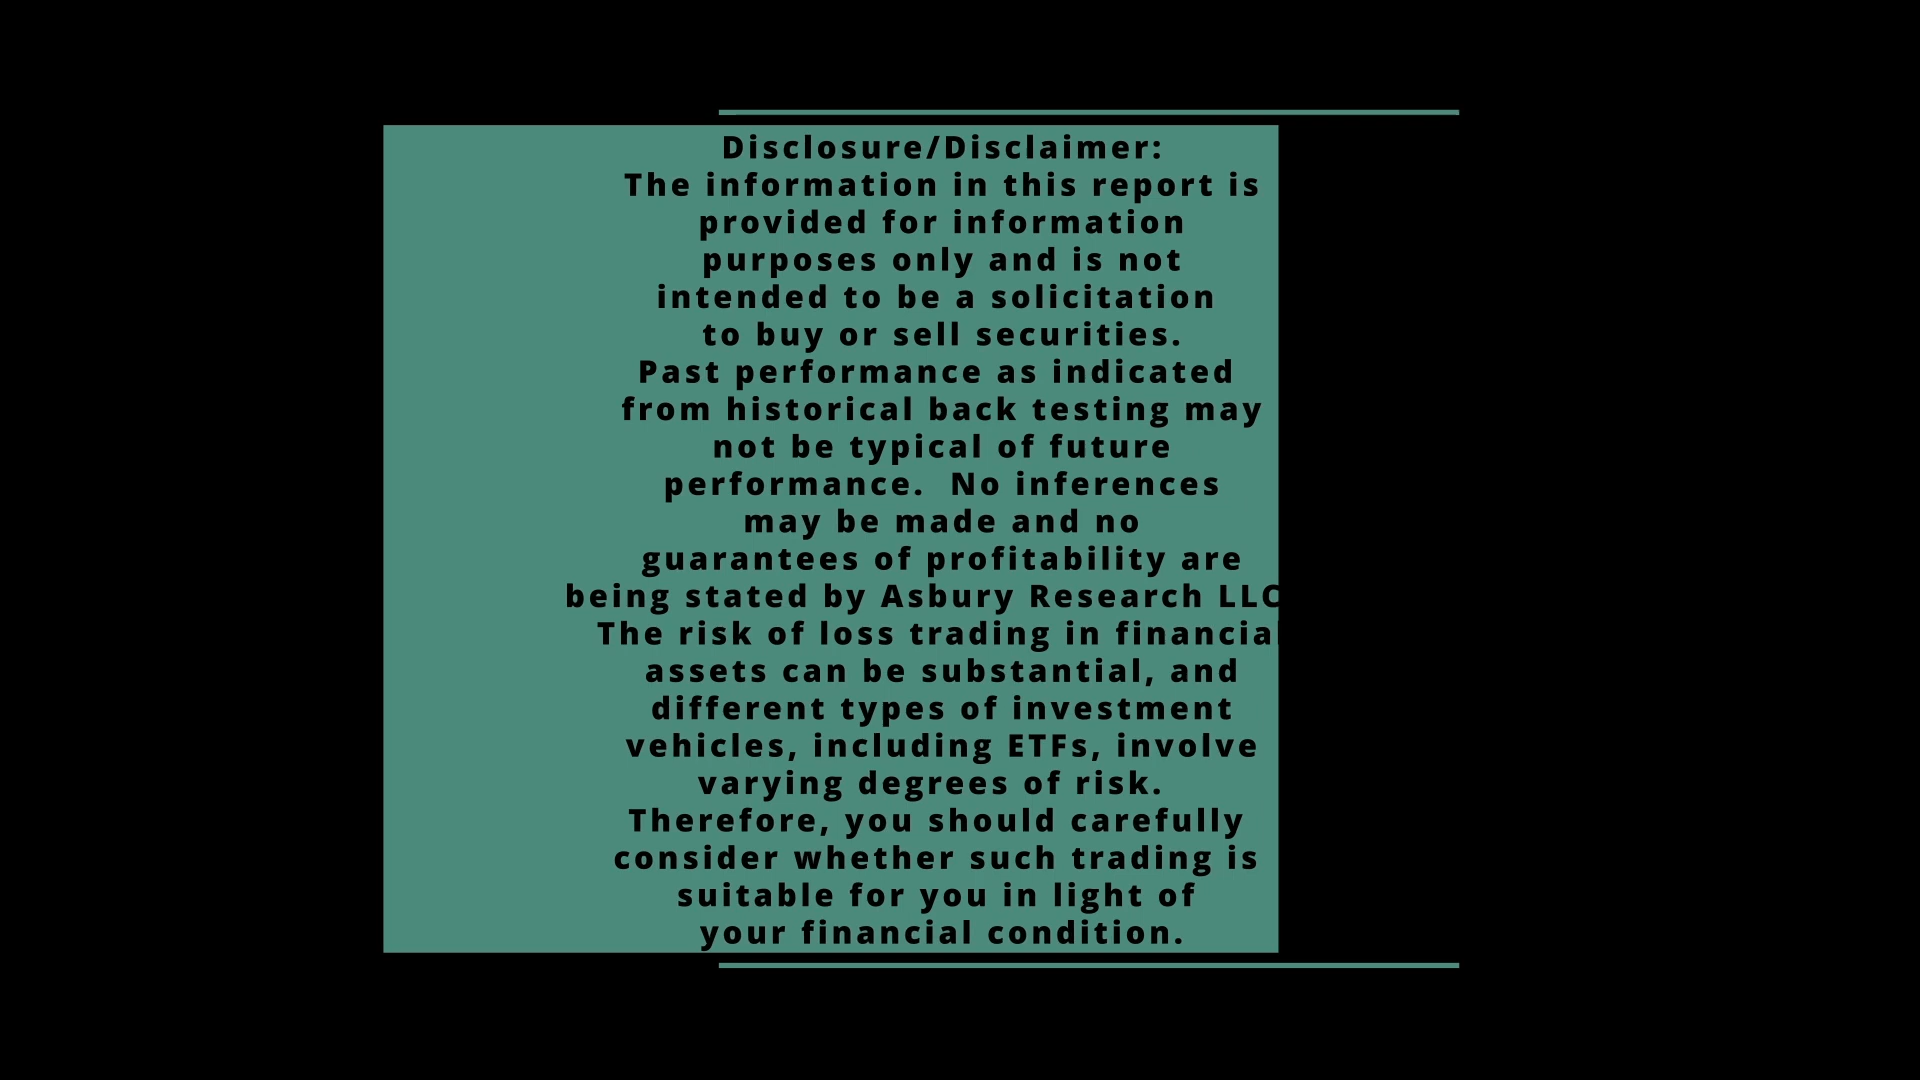 Disclosure/Disclaimer:
The information in this report is
provided for information
purposes only and is not
intended to be a solicitation
to buy or sell securities.
Past performance as indicated
from historical back testing may
not be typical of future
performance.  No inferences
may be made and no
guarantees of profitability are
being stated by Asbury Research LLC
The risk of loss trading in financial
assets can be substantial, and
different types of investment
vehicles, including ETFs, involve
varying degrees of risk.
Therefore, you should carefully
consider whether such trading is
suitable for you in light of
your financial condition.